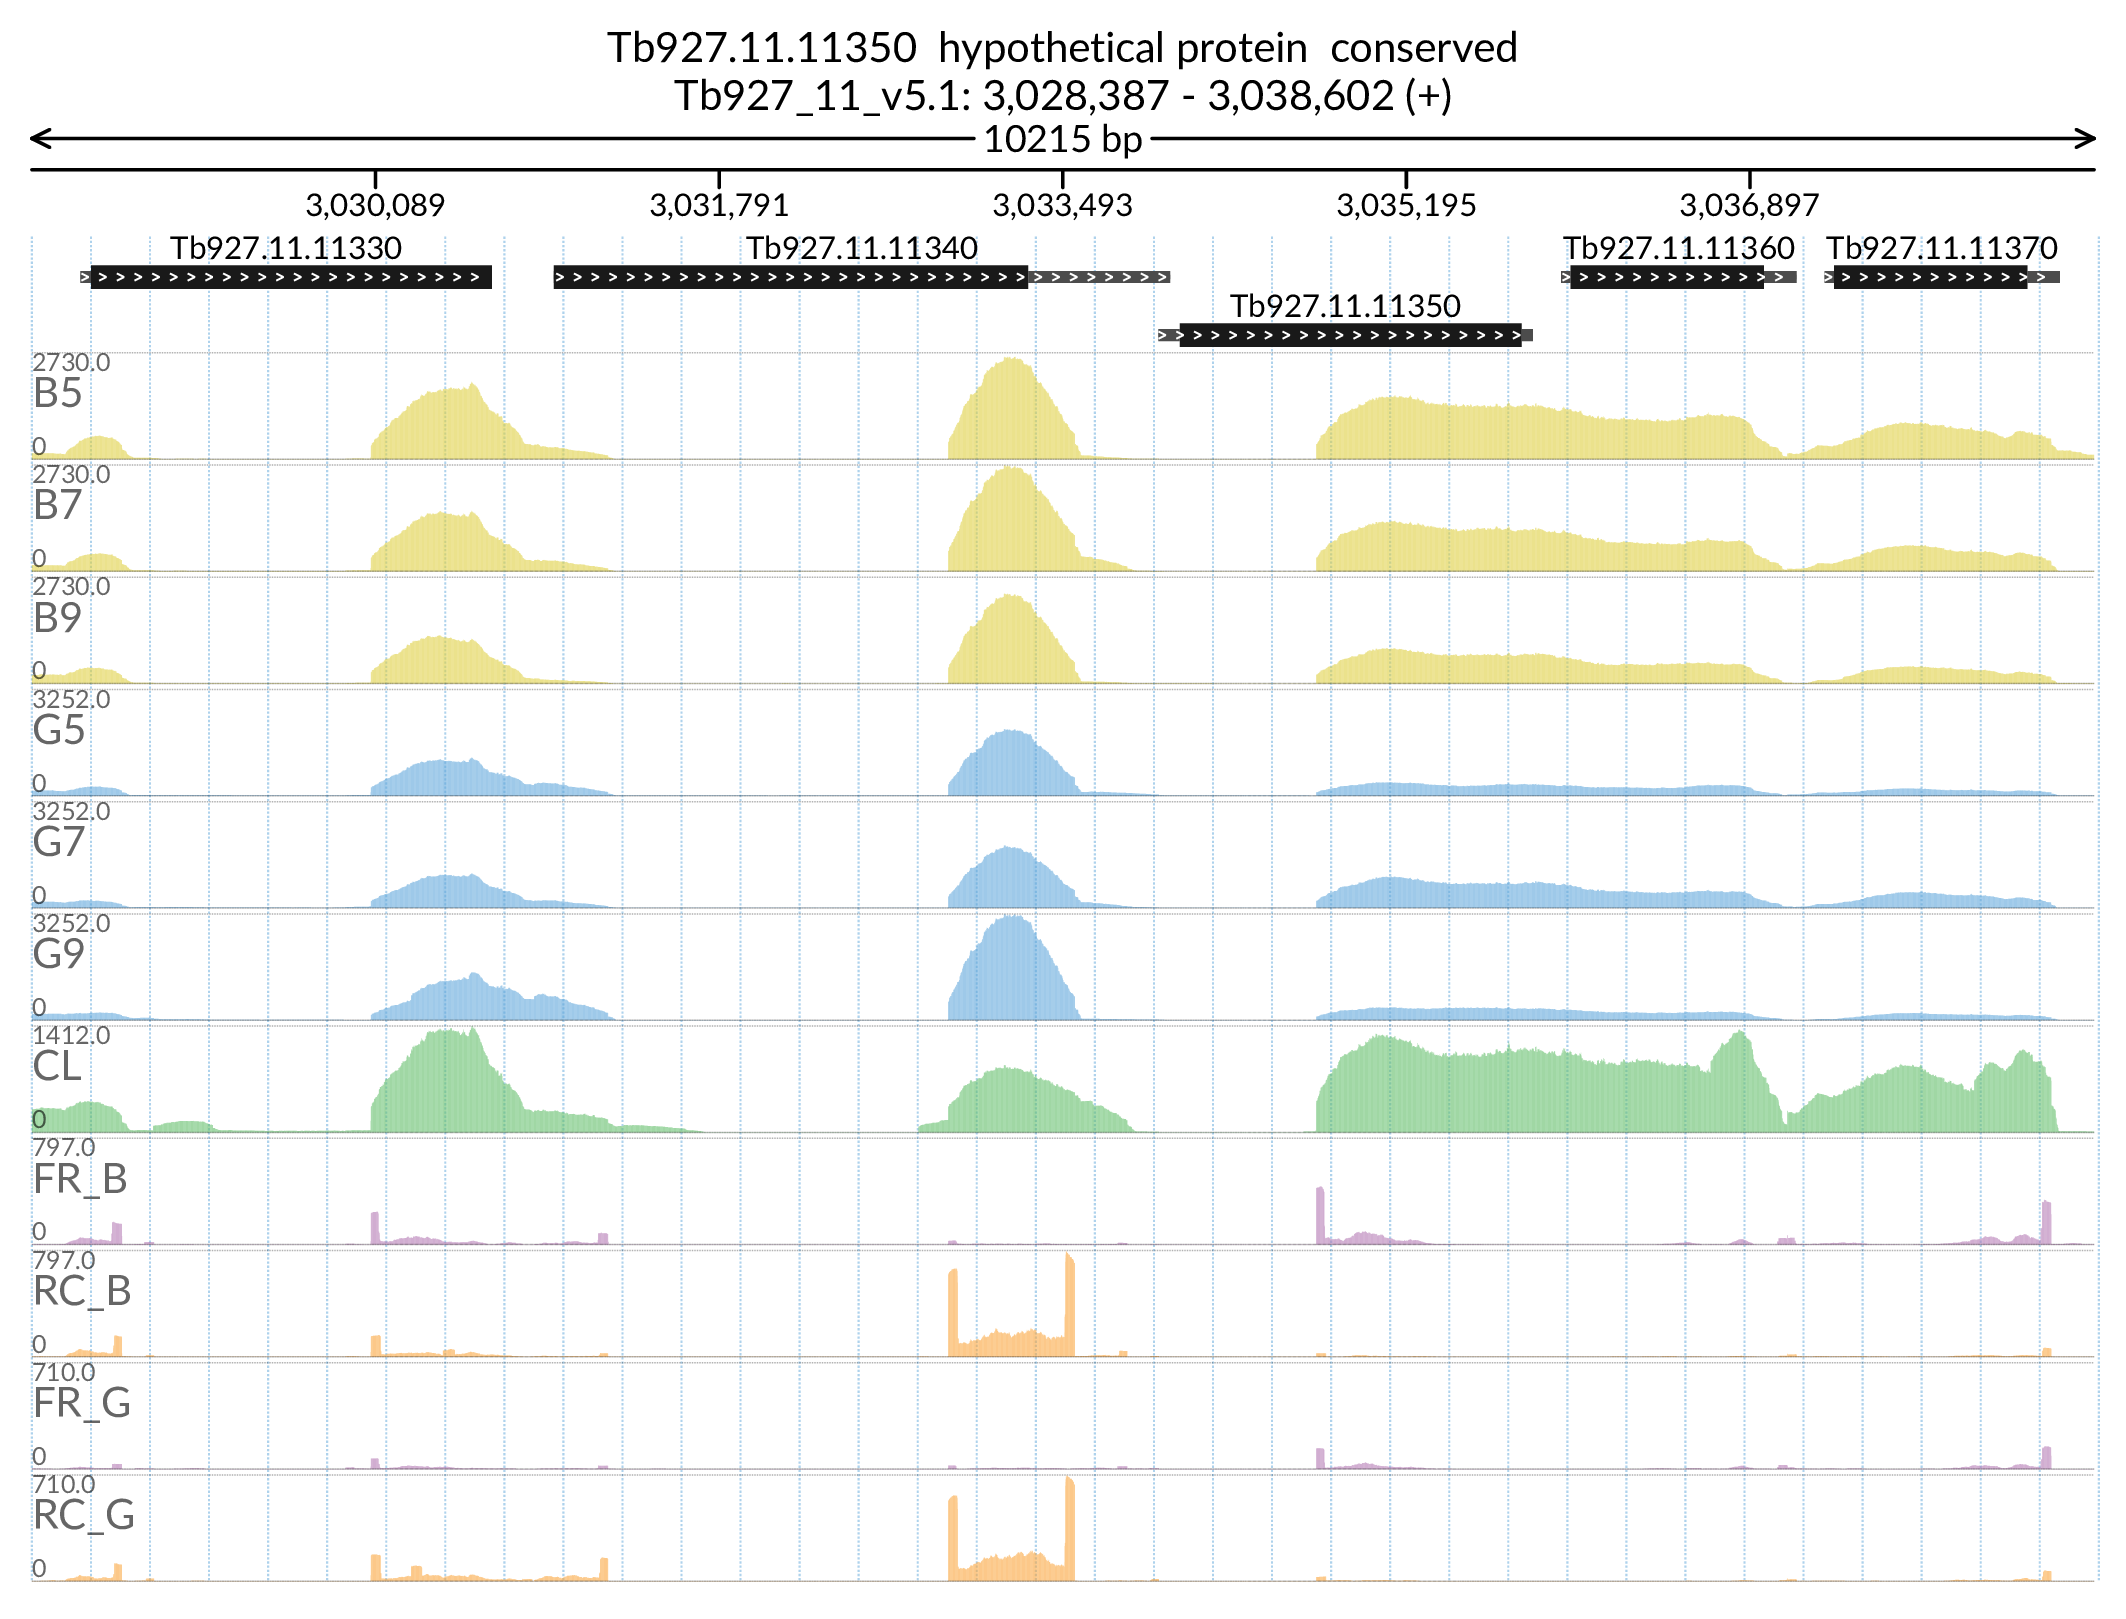 Tb927.11.11350 hypothetical protein conserved
Tb927_11_v5.1: 3,028,387 - 3,038,602 (+)
10215 bp
3,030,089 3,031,791 3,033,493 3,035,195 3,036,897
Tb927.11.11330 Tb927.11.11340 Tb927.11.11360 Tb927.11.11370
Tb927.11.11350
2730.0
B5
0
2730.0
B7
0
2730.0
B9
0
3252.0
G5
0
3252.0
G7
0
3252.0
G9
0
1412.0
CL
0
797.0
FR_B
0
797.0
RC_B
0
710.0
FR_G
0
710.0
RC_G
0